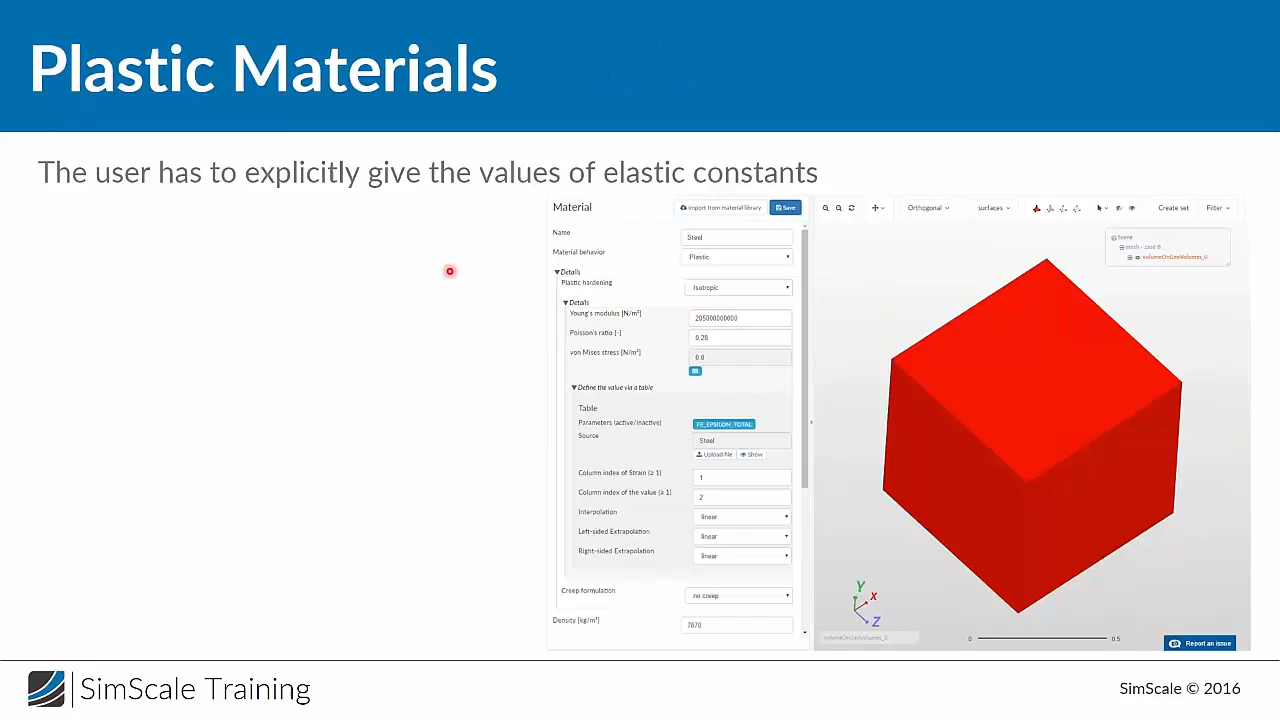 Plastic Materials
The user has to explicitly give the values of elastic constants
Material
Import from material library
Save
Name
Steel
Material behavior
Plastic
Details
Plastic hardening
Isotropic
Details
Young's modulus [N/m²]
205000000000
Poisson's ratio [-]
0.28
von Mises stress [N/m²]
0.0
Define the value via a table
Table
Parameters (active/inactive)
FE_EPSILON_TOTAL
Source
Steel
Upload file
Show
Column index of Strain (≥ 1)
1
Column index of the value (≥ 1)
2
Interpolation
linear
Left-sided Extrapolation
linear
Right-sided Extrapolation
linear
Creep formulation
no creep
Density [kg/m³]
7870
Orthogonal
surfaces
Create set
Filter
Scene
mesh - case B
volumeOnGeoVolumes_0
Y
X
Z
volumeOnGeoVolumes_0
0
0.5
Report an issue
SimScale Training
SimScale © 2016